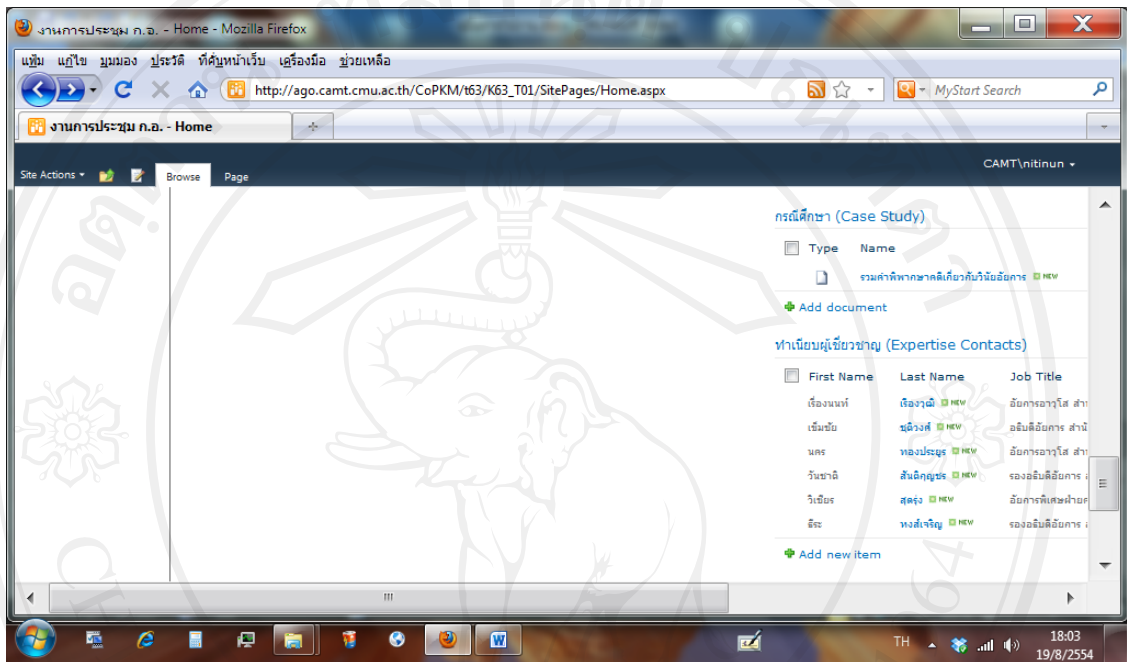 งานการประชุม ก.อ. - Home - Mozilla Firefox
แฟ้ม แก้ไข มุมมอง ประวัติ ที่คั่นหน้าเว็บ เครื่องมือ ช่วยเหลือ
http://ago.camt.cmu.ac.th/CoPKM/t63/K63_T01/SitePages/Home.aspx MyStart Search
งานการประชุม ก.อ. - Home
CAMT\nitinun
Site Actions Browse Page
กรณีศึกษา (Case Study)
Type Name
รวมคำพิพากษาคดีเกี่ยวกับวินัยอัยการ NEW
Add document
ทำเนียบผู้เชี่ยวชาญ (Expertise Contacts)
First Name Last Name Job Title
เรืองนนท์ เรืองวุฒิ NEW อัยการอาวุโส
เข็มชัย ชุติวงศ์ NEW อธิบดีอัยการ
นคร ทองประยูร NEW อัยการอาวุโส
วันชาติ สันติกุญชร NEW รองอธิบดีอัยการ
วิเชียร สุดรุ่ง NEW อัยการพิเศษฝ่าย
ธีระ หงส์เจริญ NEW รองอธิบดีอัยการ
Add new item
TH 18:03
19/8/2554